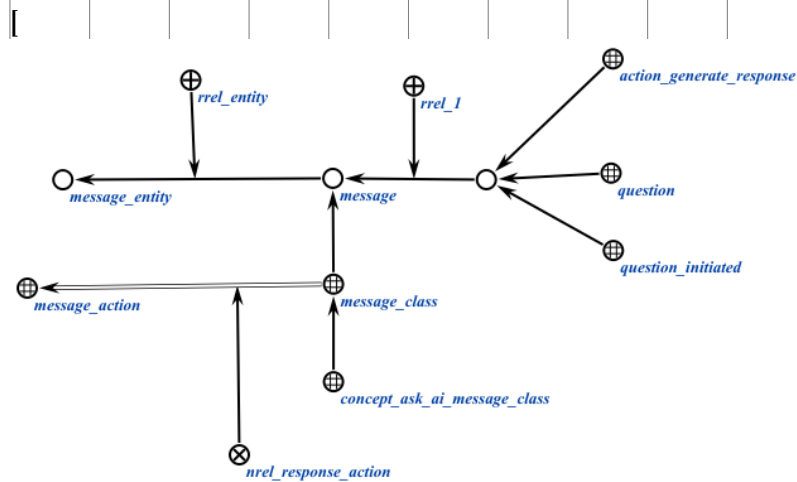 [
action_generate_response
rrel_entity
rrel_1
question
message_entity
message
question_initiated
message_action
message_class
concept_ask_ai_message_class
nrel_response_action